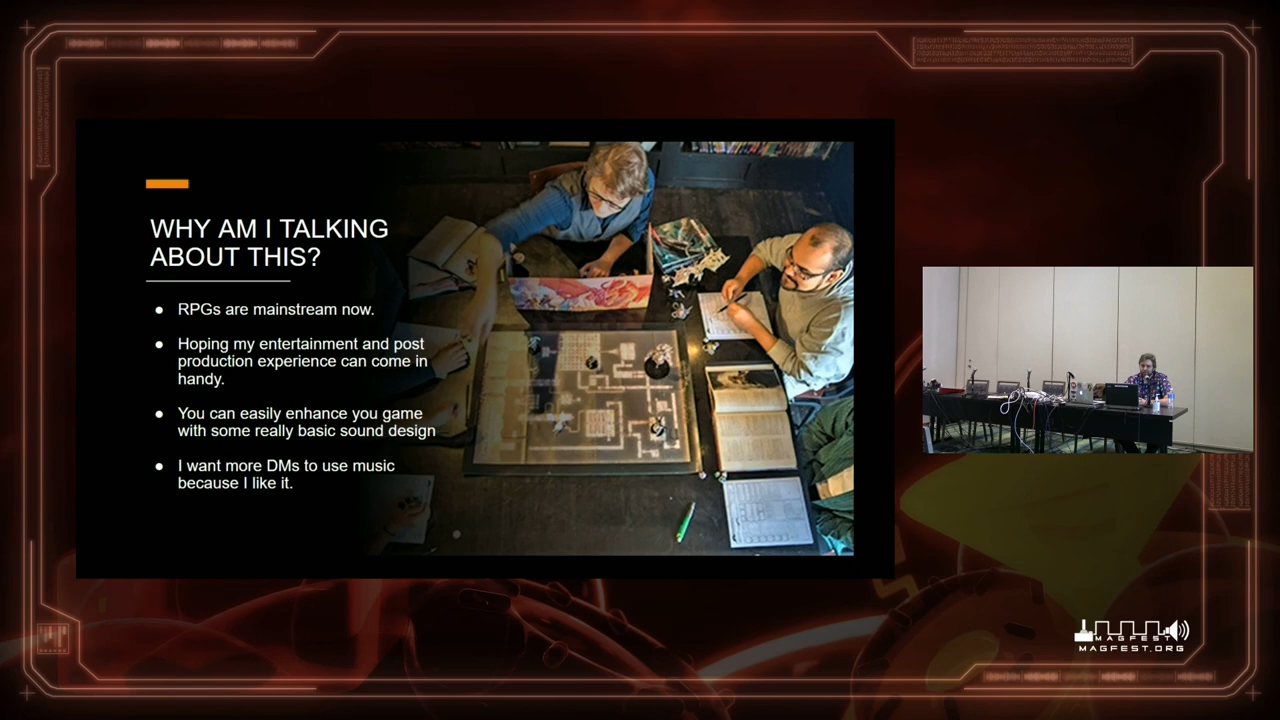 WHY AM I TALKING
ABOUT THIS?
● RPGs are mainstream now.
● Hoping my entertainment and post
production experience can come in
handy.
● You can easily enhance you game
with some really basic sound design
● I want more DMs to use music
because I like it.
MAGFEST
MAGFEST.ORG